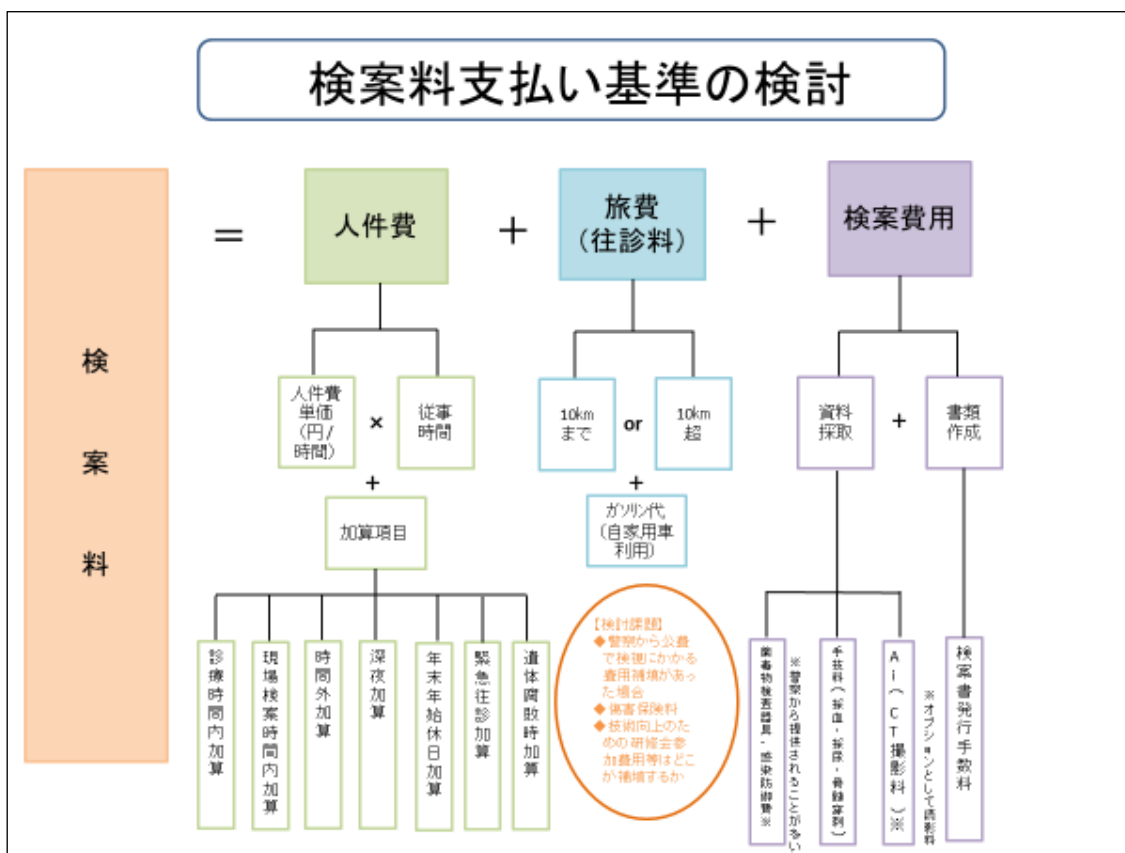 検案料支払い基準の検討
検案料
=
人件費
+
旅費
（往診料）
+
検案費用
人件費
単価
（円/
時間）
×
従事
時間
+
加算項目
診療時間内加算
現場検案時間内加算
時間外加算
深夜加算
年末年始休日加算
緊急往診加算
遺体腐敗時加算
10km
まで
or
10km
超
+
ガソリン代
（自家用車
利用）
【検討課題】
◆警察から公費
で検視にかかる
費用補填があっ
た場合
◆傷害保険料
◆技術向上のた
めの研修会参
加費用等はどこ
が補填するか
資料
採取
+
書類
作成
薬毒物検査器具・感染防御費※
※警察から提供されることが多い
手技料（採血・採尿・骨髄穿刺）
Ai（CT撮影料）※
※オプションとして読影料
検案書発行手数料